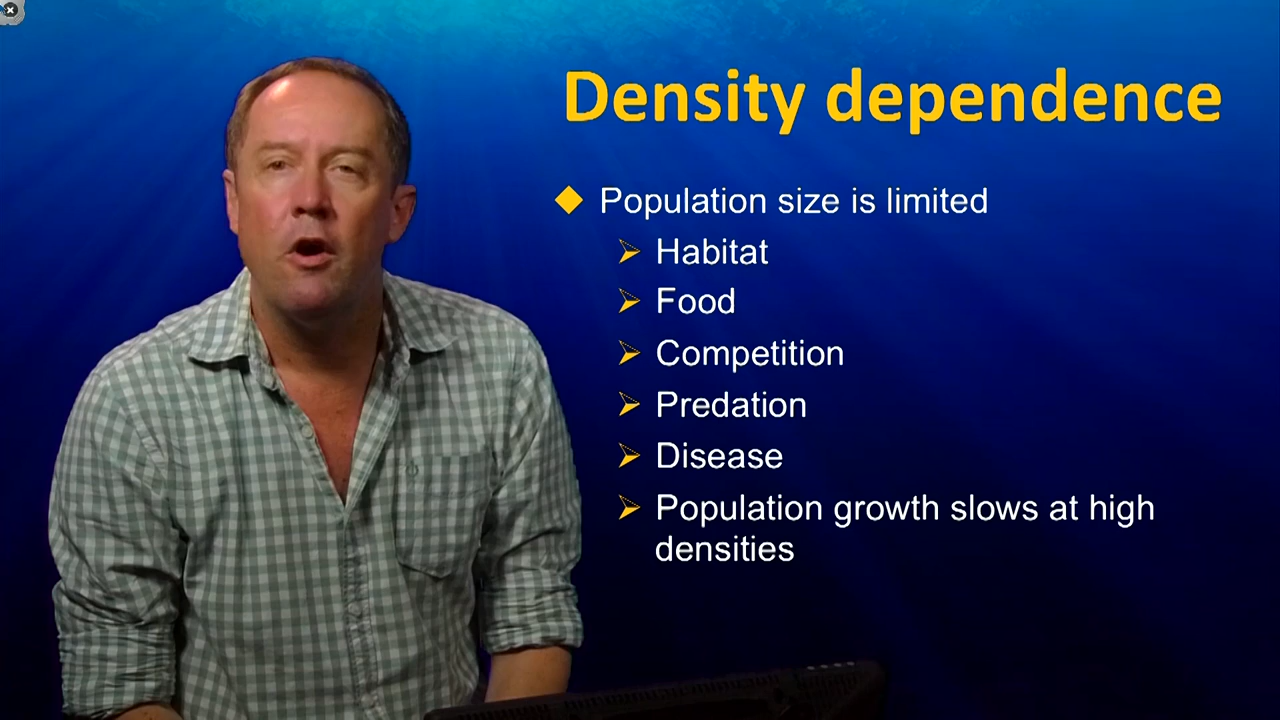 Density dependence
Population size is limited
Habitat
Food
Competition
Predation
Disease
Population growth slows at high
densities